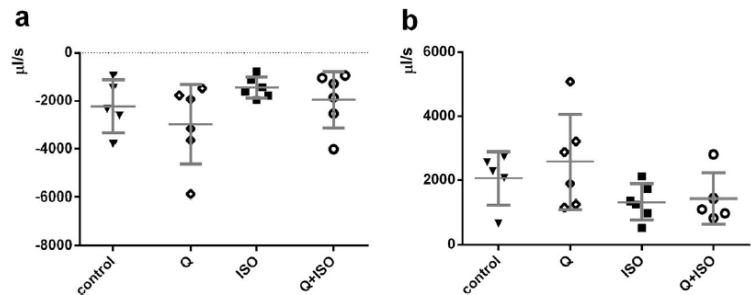 a
μl/s
0
-2000
-4000
-6000
-8000
control
Q
ISO
Q+ISO
b
μl/s
6000
4000
2000
0
control
Q
ISO
Q+ISO